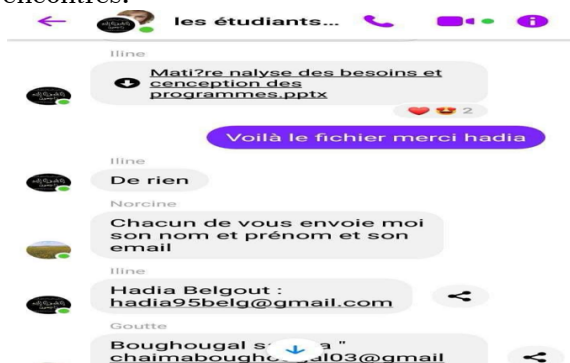 rencontrés.
les étudiants...
Iline
Mati?re nalyse des besoins et
cenception des
programmes.pptx
2
Voilà le fichier merci hadia
Iline
De rien
Norcine
Chacun de vous envoie moi
son nom et prénom et son
email
Iline
Hadia Belgout :
hadia95belg@gmail.com
Goutte
Boughougal